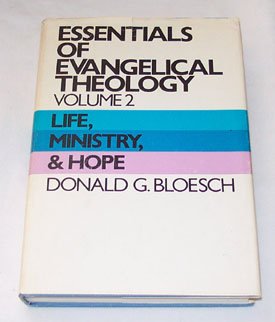 ESSENTIALS
OF
EVANGELICAL
THEOLOGY
VOLUME 2
LIFE,
MINISTRY,
& HOPE
DONALD G. BLOESCH